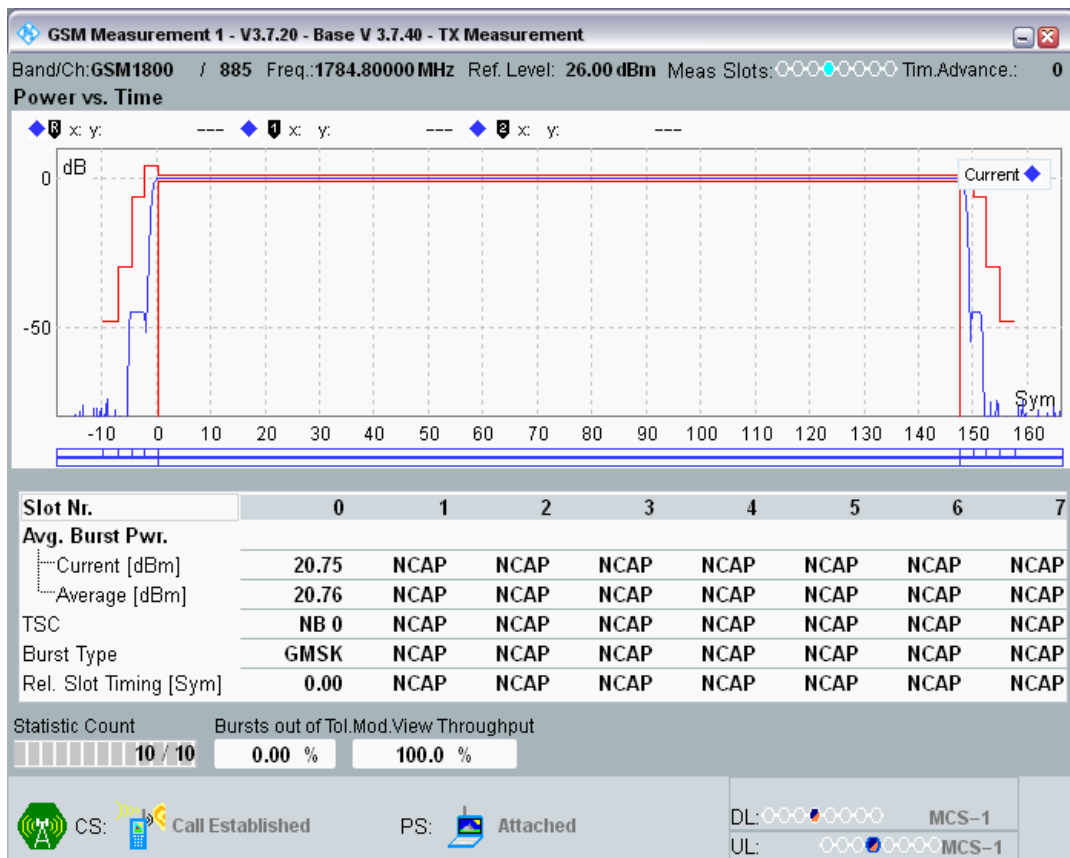 GSM Measurement 1 - V3.7.20 - Base V 3.7.40 - TX Measurement
Band/Ch:GSM1800 / 885 Freq.:1784.80000 MHz Ref. Level: 26.00 dBm Meas Slots: Tim.Advance.: 0
Power vs. Time
R x: y: --- 1 x: y: --- 2 x: y: ---
dB
0
Current
-50
Sym
-10 0 10 20 30 40 50 60 70 80 90 100 110 120 130 140 150 160
Slot Nr. 0 1 2 3 4 5 6 7
Avg. Burst Pwr.
Current [dBm] 20.75 NCAP NCAP NCAP NCAP NCAP NCAP NCAP
Average [dBm] 20.76 NCAP NCAP NCAP NCAP NCAP NCAP NCAP
TSC NB 0 NCAP NCAP NCAP NCAP NCAP NCAP NCAP
Burst Type GMSK NCAP NCAP NCAP NCAP NCAP NCAP NCAP
Rel. Slot Timing [Sym] 0.00 NCAP NCAP NCAP NCAP NCAP NCAP NCAP
Statistic Count Bursts out of Tol.Mod.View Throughput
10 / 10 0.00 % 100.0 %
CS: Call Established PS: Attached
DL: MCS-1
UL: MCS-1